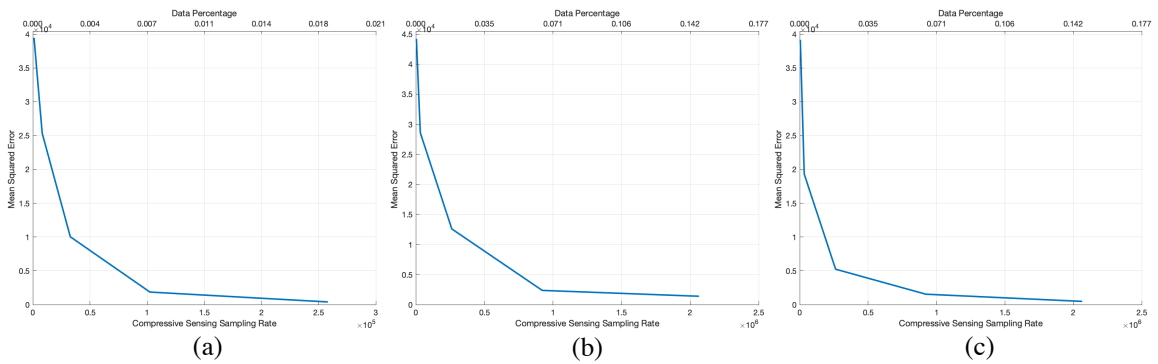 Data Percentage
0.000 0.004 0.007 0.011 0.014 0.018 0.021
×10⁴
4
3.5
3
2.5
2
1.5
1
0.5
0
Mean Squared Error
0 0.5 1 1.5 2 2.5 3
Compressive Sensing Sampling Rate
×10⁵
(a)
Data Percentage
0.000 0.035 0.071 0.106 0.142 0.177
×10⁴
4.5
4
3.5
3
2.5
2
1.5
1
0.5
0
Mean Squared Error
0 0.5 1 1.5 2 2.5
Compressive Sensing Sampling Rate
×10⁶
(b)
Data Percentage
0.000 0.035 0.071 0.106 0.142 0.177
×10⁴
4
3.5
3
2.5
2
1.5
1
0.5
0
Mean Squared Error
0 0.5 1 1.5 2 2.5
Compressive Sensing Sampling Rate
×10⁶
(c)